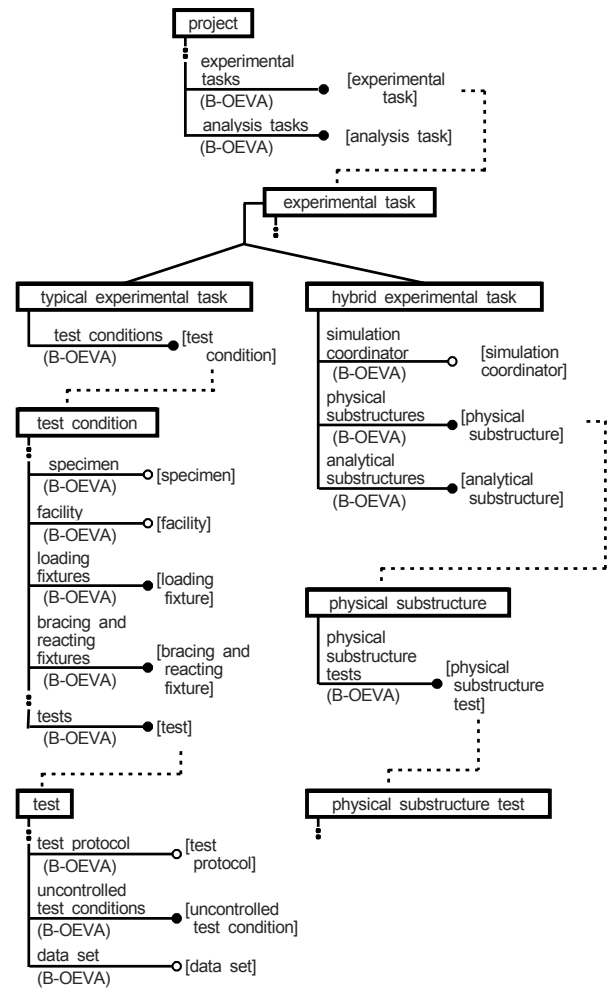 project
experimental
tasks
(B-OEVA)
[experimental
task]
analysis tasks
(B-OEVA)
[analysis task]
experimental task
typical experimental task
test conditions
(B-OEVA)
[test
condition]
test condition
specimen
(B-OEVA)
[specimen]
facility
(B-OEVA)
[facility]
loading
fixtures
(B-OEVA)
[loading
fixture]
bracing and
reacting
fixtures
(B-OEVA)
[bracing and
reacting
fixture]
tests
(B-OEVA)
[test]
test
test protocol
(B-OEVA)
[test
protocol]
uncontrolled
test conditions
(B-OEVA)
[uncontrolled
test condition]
data set
(B-OEVA)
[data set]
hybrid experimental task
simulation
coordinator
(B-OEVA)
[simulation
coordinator]
physical
substructures
(B-OEVA)
[physical
substructure]
analytical
substructures
(B-OEVA)
[analytical
substructure]
physical substructure
physical
substructure
tests
(B-OEVA)
[physical
substructure
test]
physical substructure test